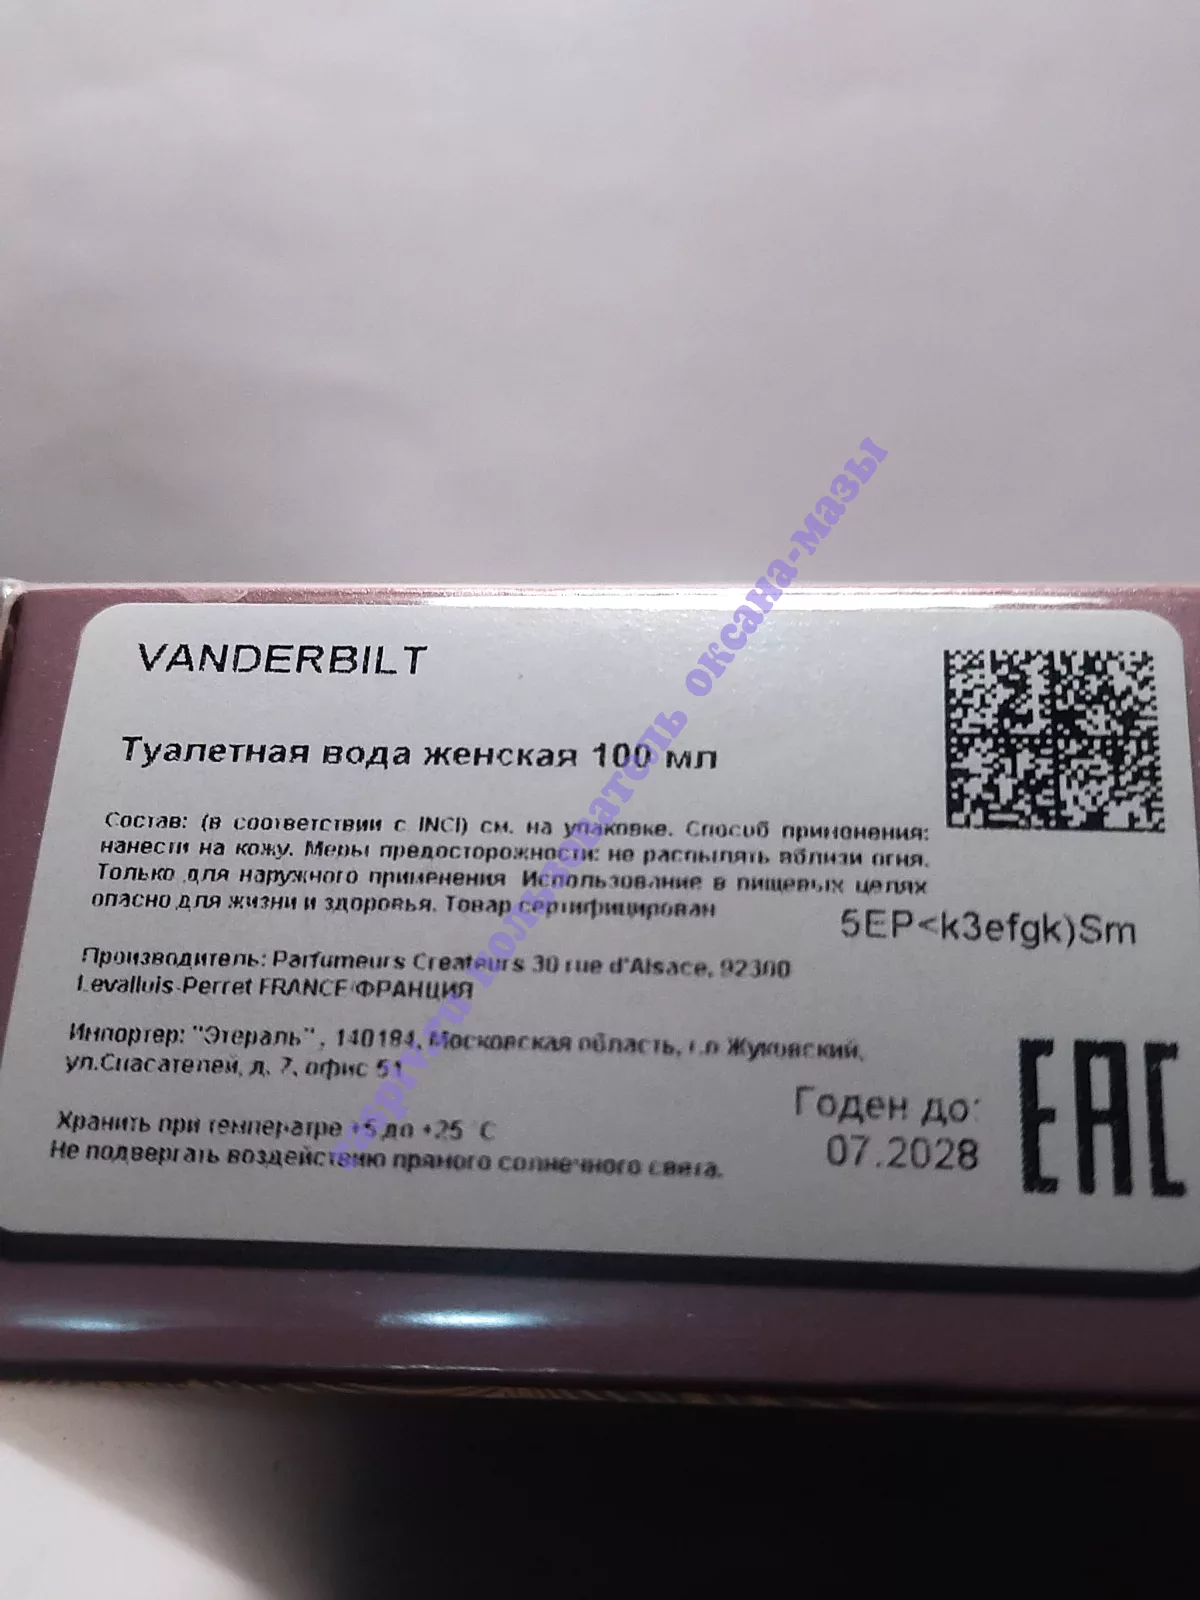 VANDERBILT
Туалетная вода женская 100 мл
Состав: (в соответствии с INCI) см. на упаковке. Способ применения:
нанести на кожу. Меры предосторожности: не распылять вблизи огня.
Только для наружного применения Использование в пищевых целях
опасно для жизни и здоровья. Товар сертифицирован
5EP<k3efgk)Sm
Производитель: Parfumeurs Createurs 30 rue d'Alsace, 92300
Levallois-Perret FRANCE/ФРАНЦИЯ
Импортер: "Этераль", 140184, Московская область, г.о Жуковский,
ул.Спасателей, д. 7, офис 51
Хранить при температре +5 до +25 °C
Не подвергать воздействию прямого солнечного света.
Годен до:
07.2028
EAC
пользователь оксана-мазы